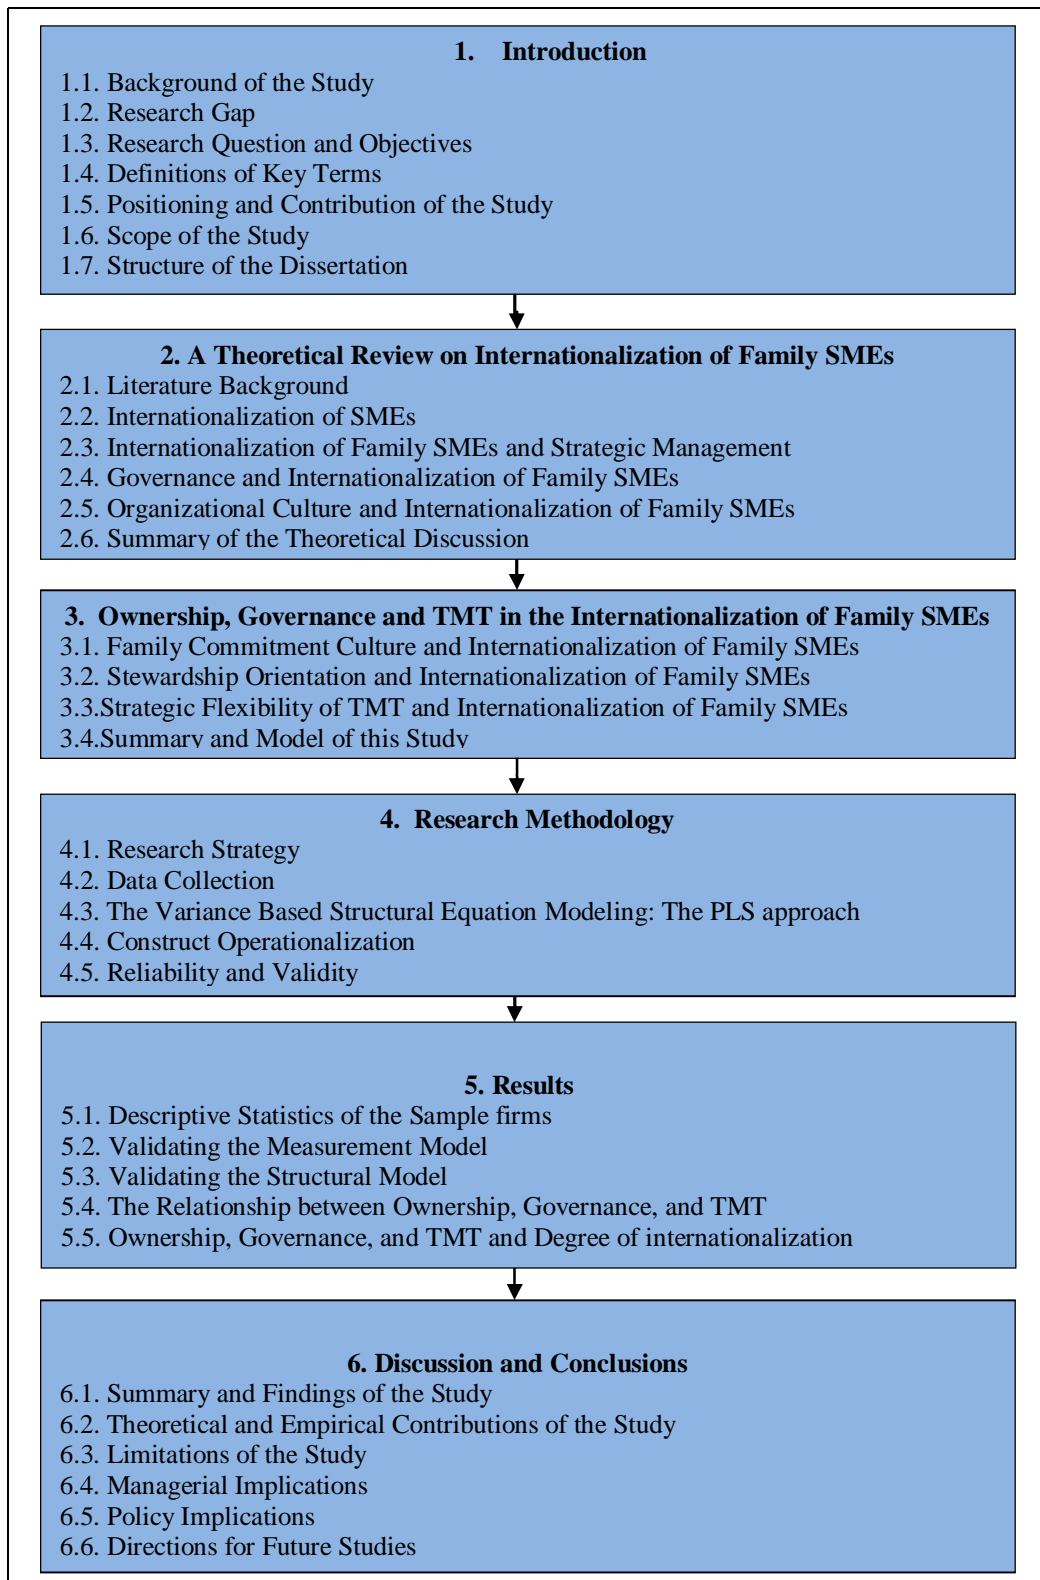 1. Introduction
1.1. Background of the Study
1.2. Research Gap
1.3. Research Question and Objectives
1.4. Definitions of Key Terms
1.5. Positioning and Contribution of the Study
1.6. Scope of the Study
1.7. Structure of the Dissertation
2. A Theoretical Review on Internationalization of Family SMEs
2.1. Literature Background
2.2. Internationalization of SMEs
2.3. Internationalization of Family SMEs and Strategic Management
2.4. Governance and Internationalization of Family SMEs
2.5. Organizational Culture and Internationalization of Family SMEs
2.6. Summary of the Theoretical Discussion
3. Ownership, Governance and TMT in the Internationalization of Family SMEs
3.1. Family Commitment Culture and Internationalization of Family SMEs
3.2. Stewardship Orientation and Internationalization of Family SMEs
3.3.Strategic Flexibility of TMT and Internationalization of Family SMEs
3.4.Summary and Model of this Study
4. Research Methodology
4.1. Research Strategy
4.2. Data Collection
4.3. The Variance Based Structural Equation Modeling: The PLS approach
4.4. Construct Operationalization
4.5. Reliability and Validity
5. Results
5.1. Descriptive Statistics of the Sample firms
5.2. Validating the Measurement Model
5.3. Validating the Structural Model
5.4. The Relationship between Ownership, Governance, and TMT
5.5. Ownership, Governance, and TMT and Degree of internationalization
6. Discussion and Conclusions
6.1. Summary and Findings of the Study
6.2. Theoretical and Empirical Contributions of the Study
6.3. Limitations of the Study
6.4. Managerial Implications
6.5. Policy Implications
6.6. Directions for Future Studies